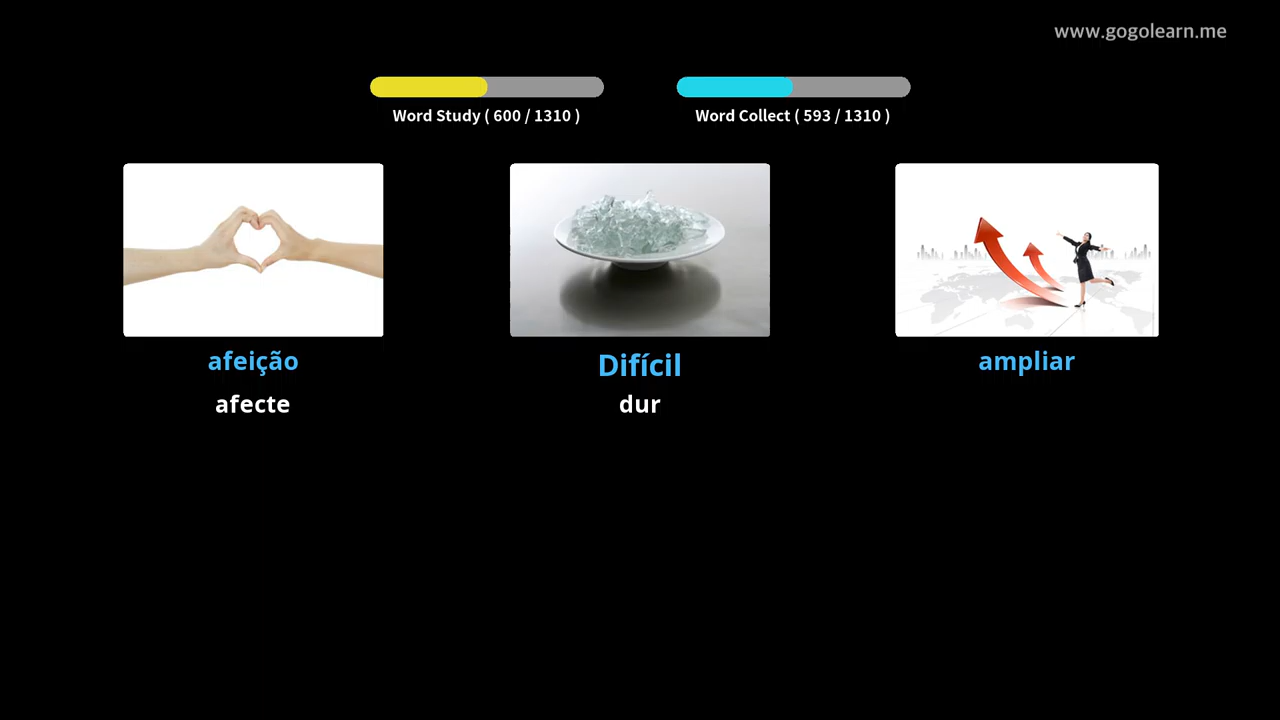 www.gogolearn.me
Word Study ( 600 / 1310 )
Word Collect ( 593 / 1310 )
afeição
afecte
Difícil
dur
ampliar